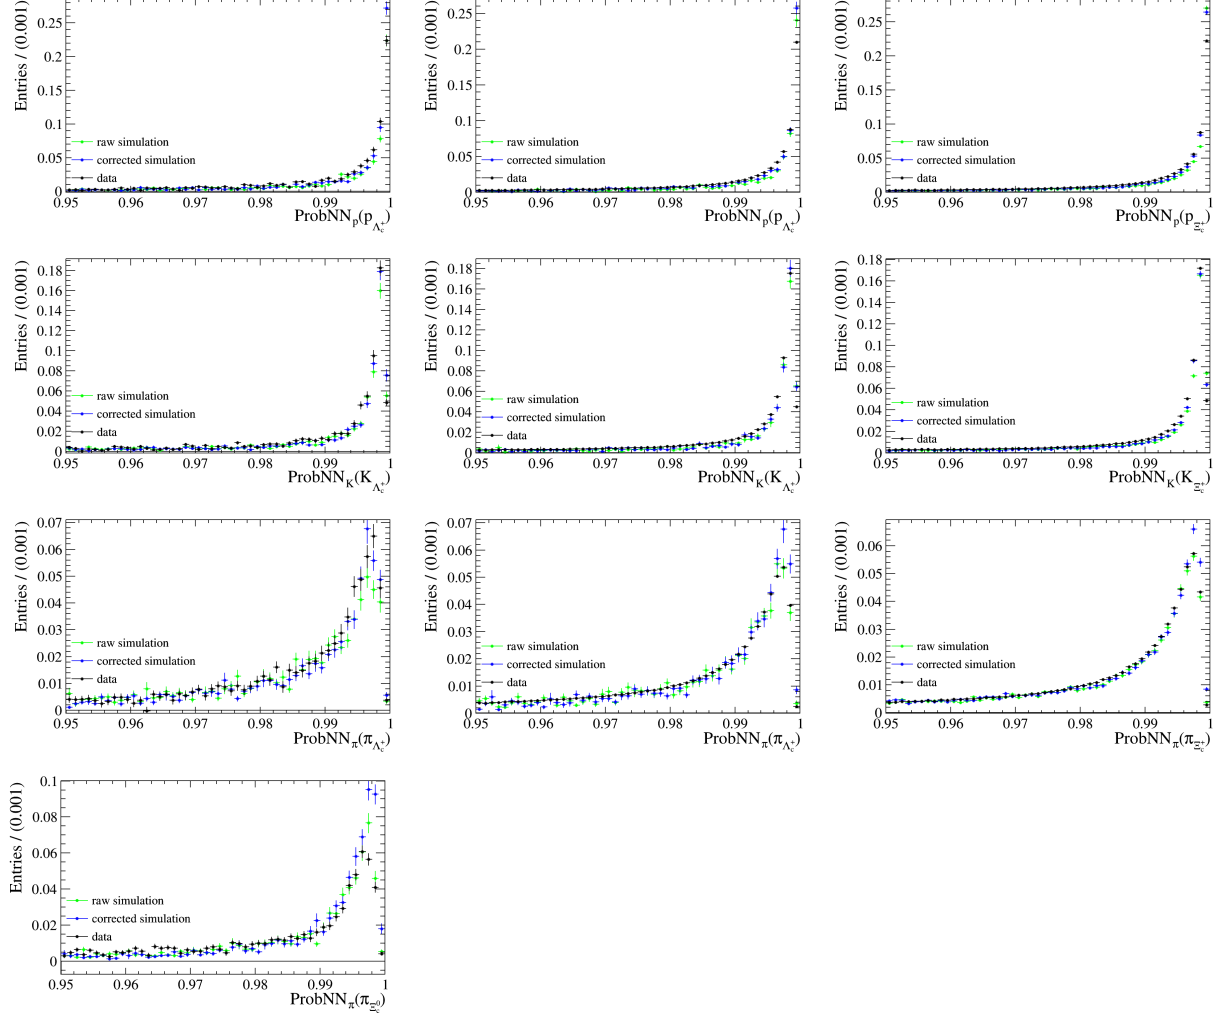 Entries / (0.001)
0.25
0.2
0.15
0.1
0.05
0
raw simulation
corrected simulation
data
0.95 0.96 0.97 0.98 0.99 1
ProbNN_p(p_Λ_c^+)
Entries / (0.001)
0.25
0.2
0.15
0.1
0.05
0
raw simulation
corrected simulation
data
0.95 0.96 0.97 0.98 0.99 1
ProbNN_p(p_Λ_c^+)
Entries / (0.001)
0.25
0.2
0.15
0.1
0.05
0
raw simulation
corrected simulation
data
0.95 0.96 0.97 0.98 0.99 1
ProbNN_p(p_Ξ_c^+)
Entries / (0.001)
0.18
0.16
0.14
0.12
0.1
0.08
0.06
0.04
0.02
0
raw simulation
corrected simulation
data
0.95 0.96 0.97 0.98 0.99 1
ProbNN_K(K_Λ_c^+)
Entries / (0.001)
0.18
0.16
0.14
0.12
0.1
0.08
0.06
0.04
0.02
0
raw simulation
corrected simulation
data
0.95 0.96 0.97 0.98 0.99 1
ProbNN_K(K_Λ_c^+)
Entries / (0.001)
0.18
0.16
0.14
0.12
0.1
0.08
0.06
0.04
0.02
0
raw simulation
corrected simulation
data
0.95 0.96 0.97 0.98 0.99 1
ProbNN_K(K_Ξ_c^+)
Entries / (0.001)
0.07
0.06
0.05
0.04
0.03
0.02
0.01
0
raw simulation
corrected simulation
data
0.95 0.96 0.97 0.98 0.99 1
ProbNN_π(π_Λ_c^+)
Entries / (0.001)
0.07
0.06
0.05
0.04
0.03
0.02
0.01
0
raw simulation
corrected simulation
data
0.95 0.96 0.97 0.98 0.99 1
ProbNN_π(π_Λ_c^+)
Entries / (0.001)
0.06
0.05
0.04
0.03
0.02
0.01
0
raw simulation
corrected simulation
data
0.95 0.96 0.97 0.98 0.99 1
ProbNN_π(π_Ξ_c^+)
Entries / (0.001)
0.1
0.08
0.06
0.04
0.02
0
raw simulation
corrected simulation
data
0.95 0.96 0.97 0.98 0.99 1
ProbNN_π(π_Ξ_c^0)